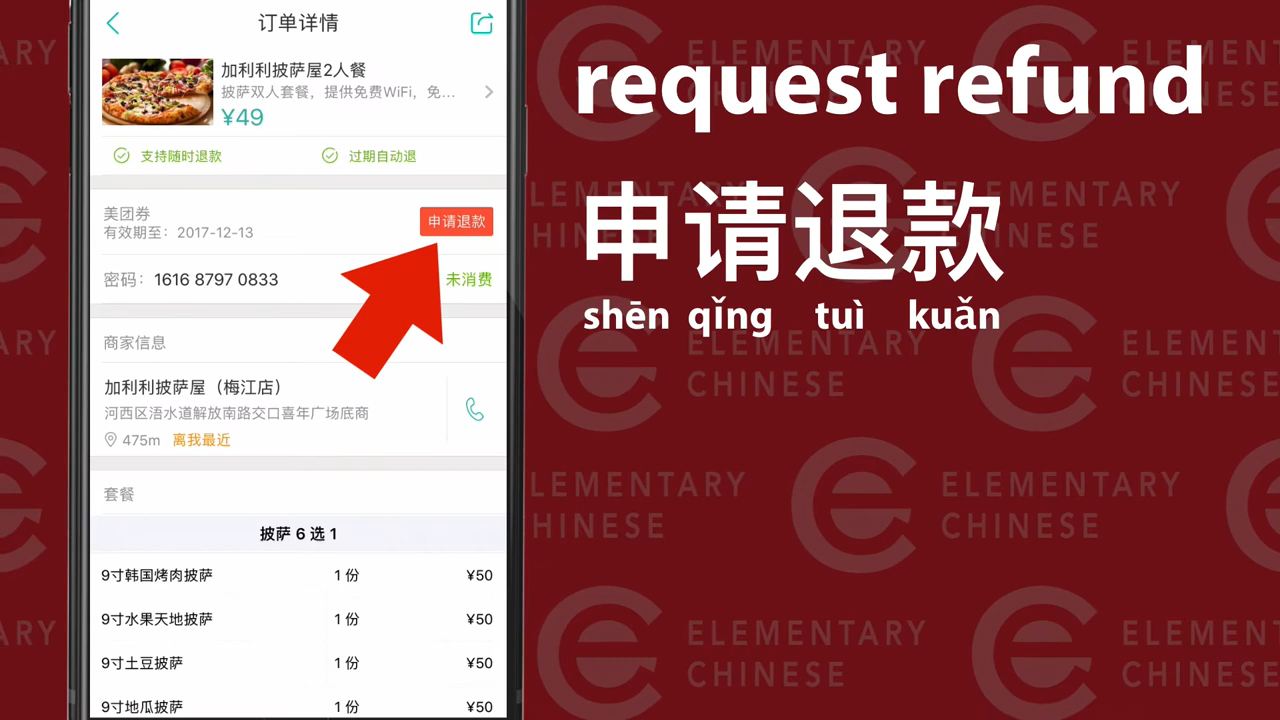 订单详情
加利利披萨屋2人餐
披萨双人套餐，提供免费WiFi，免...
¥49
支持随时退款
过期自动退
美团券
有效期至：2017-12-13
申请退款
密码：1616 8797 0833
未消费
商家信息
加利利披萨屋（梅江店）
河西区浯水道解放南路交口喜年广场底商
475m 离我最近
套餐
披萨 6 选 1
9寸韩国烤肉披萨 1 份 ¥50
9寸水果天地披萨 1 份 ¥50
9寸土豆披萨 1 份 ¥50
9寸地瓜披萨 1 份 ¥50
request refund
申请退款
shēn qǐng tuì kuǎn
ELEMENTARY
CHINESE